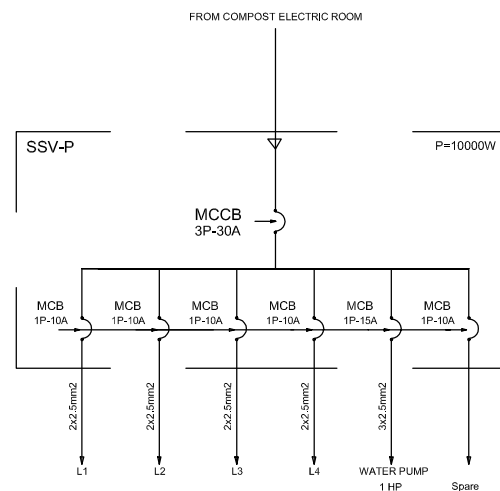 FROM COMPOST ELECTRIC ROOM
SSV-P
P=10000W
MCCB
3P-30A
MCB MCB MCB MCB MCB MCB
1P-10A 1P-10A 1P-10A 1P-10A 1P-15A 1P-10A
2x2.5mm2 2x2.5mm2 2x2.5mm2 2x2.5mm2 3x2.5mm2
L1 L2 L3 L4 WATER PUMP
1 HP Spare